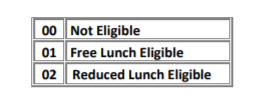 00 Not Eligible
01 Free Lunch Eligible
02 Reduced Lunch Eligible